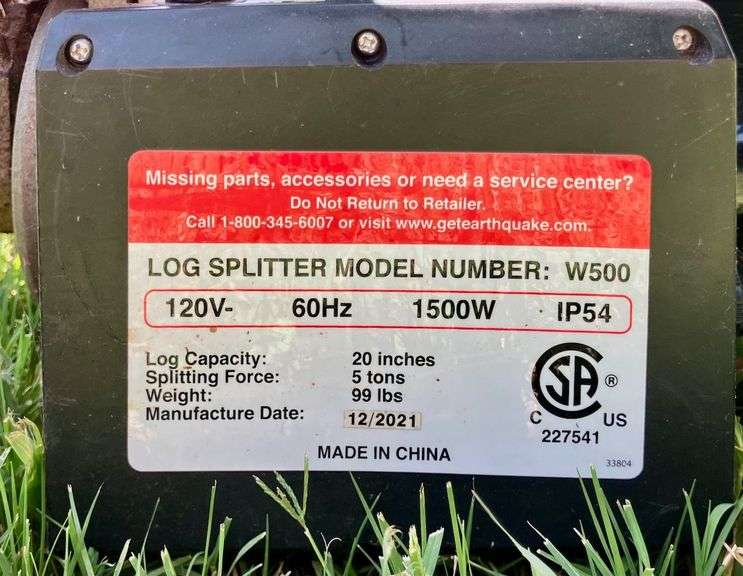 Missing parts, accessories or need a service center?
Do Not Return to Retailer.
Call 1-800-345-6007 or visit www.getearthquake.com.
LOG SPLITTER MODEL NUMBER: W500
120V~ 60Hz 1500W IP54
Log Capacity: 20 inches
Splitting Force: 5 tons
Weight: 99 lbs
Manufacture Date: 12/2021
CSA ®
C US
227541
MADE IN CHINA
33804